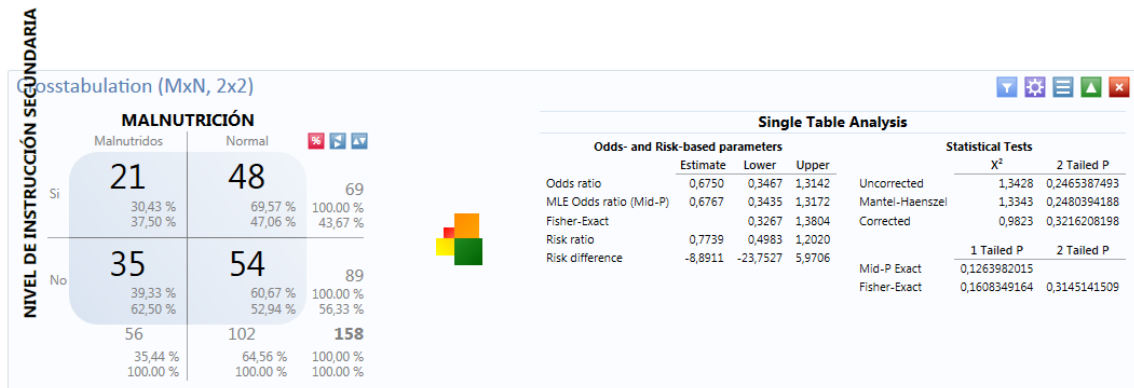 NIVEL DE INSTRUCCIÓN SECUNDARIA
Crosstabulation (MxN, 2x2)
MALNUTRICIÓN
Malnutridos Normal %
Si 21 48 69
30,43 % 69,57 % 100.00 %
37,50 % 47,06 % 43,67 %
No 35 54 89
39,33 % 60,67 % 100.00 %
62,50 % 52,94 % 56,33 %
56 102 158
35,44 % 64,56 % 100,00 %
100.00 % 100.00 % 100.00 %
Single Table Analysis
Odds- and Risk-based parameters
Estimate Lower Upper
Odds ratio 0,6750 0,3467 1,3142
MLE Odds ratio (Mid-P) 0,6767 0,3435 1,3172
Fisher-Exact 0,3267 1,3804
Risk ratio 0,7739 0,4983 1,2020
Risk difference -8,8911 -23,7527 5,9706
Statistical Tests
X² 2 Tailed P
Uncorrected 1,3428 0,2465387493
Mantel-Haenszel 1,3343 0,2480394188
Corrected 0,9823 0,3216208198
1 Tailed P 2 Tailed P
Mid-P Exact 0,1263982015
Fisher-Exact 0,1608349164 0,3145141509